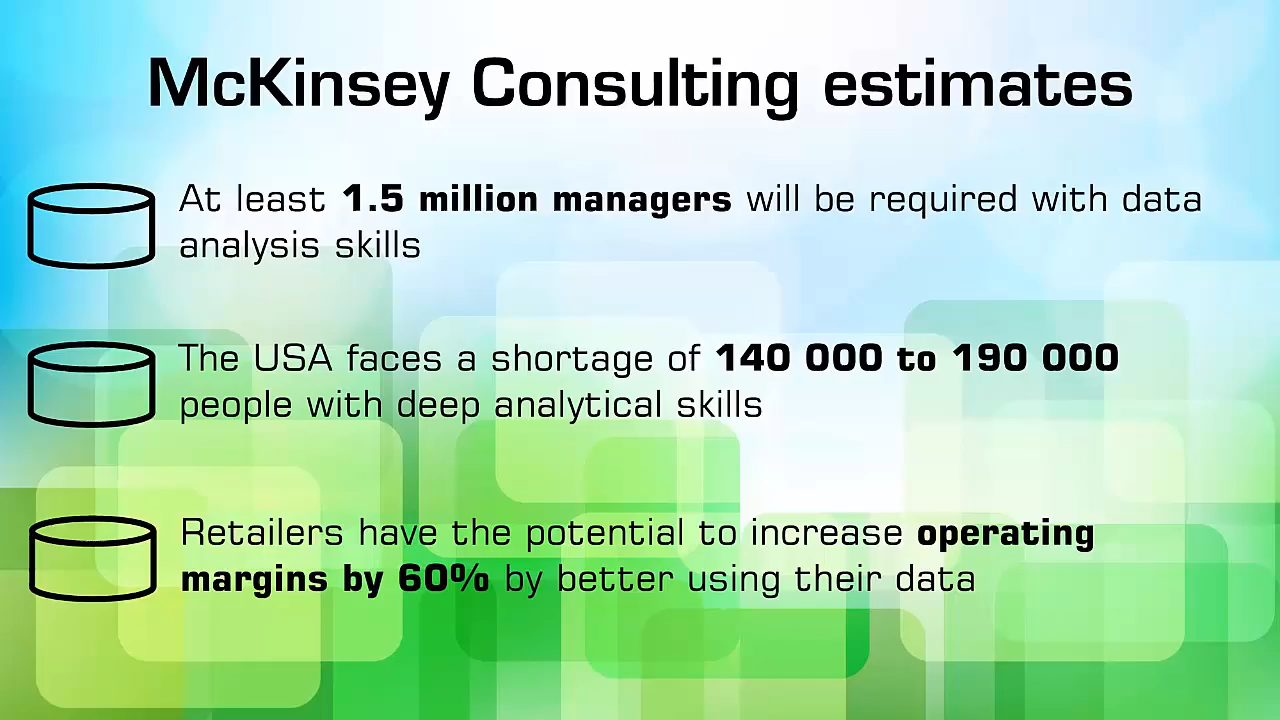 McKinsey Consulting estimates
At least 1.5 million managers will be required with data
analysis skills
The USA faces a shortage of 140 000 to 190 000
people with deep analytical skills
Retailers have the potential to increase operating
margins by 60% by better using their data